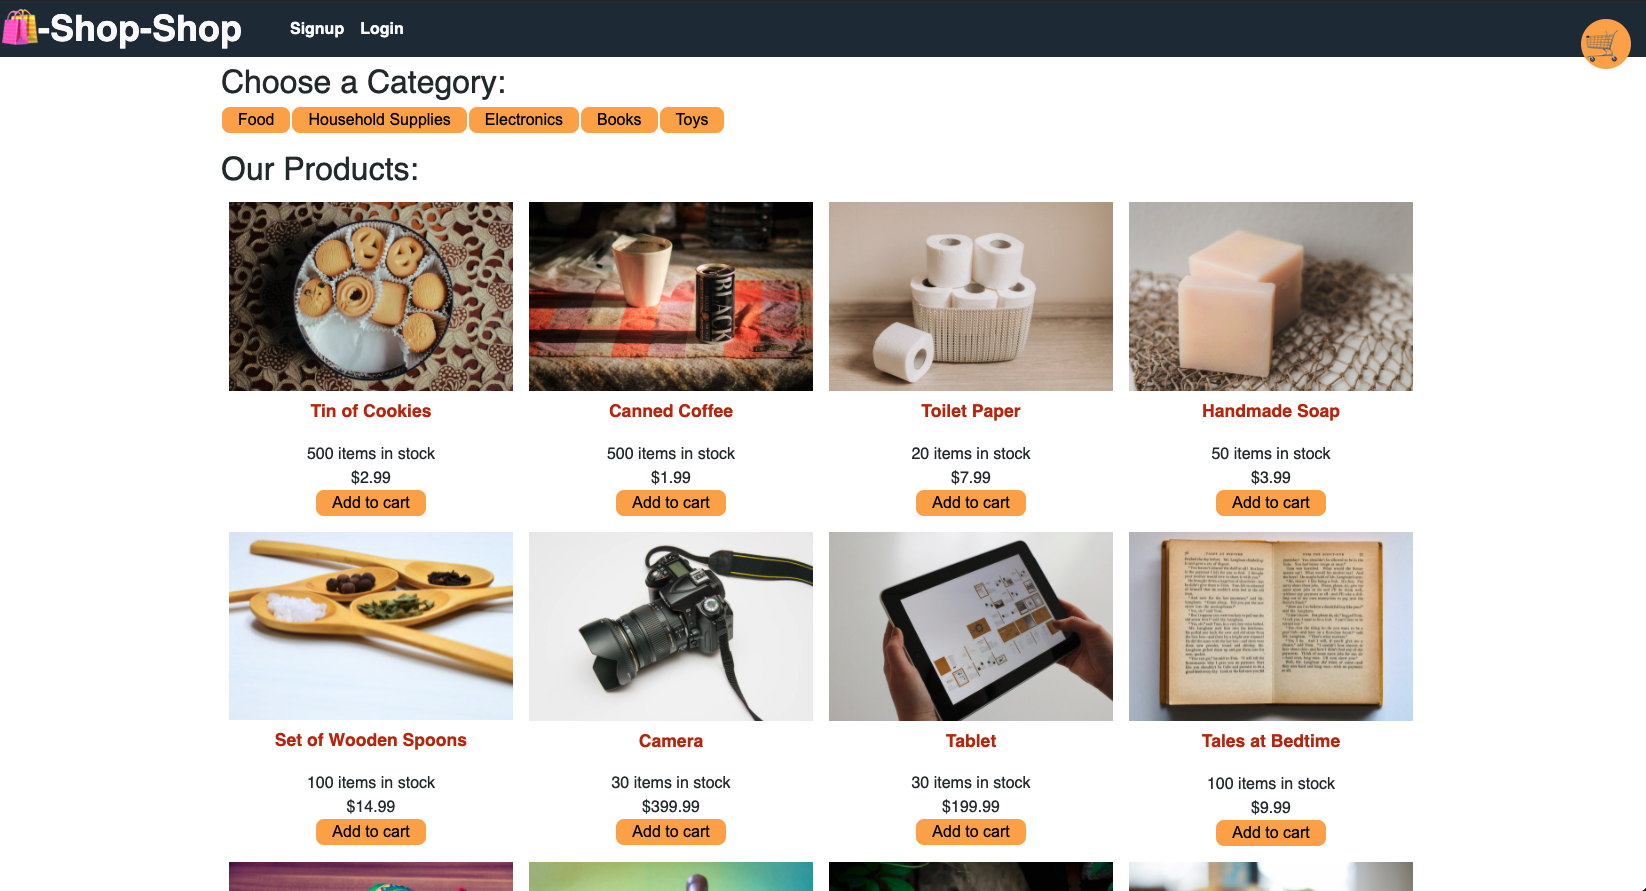 -Shop-Shop
Signup Login
Choose a Category:
Food Household Supplies Electronics Books Toys
Our Products:
BLACK
Tin of Cookies Canned Coffee Toilet Paper Handmade Soap
500 items in stock 500 items in stock 20 items in stock 50 items in stock
$2.99 $1.99 $7.99 $3.99
Add to cart Add to cart Add to cart Add to cart
Set of Wooden Spoons Camera Tablet Tales at Bedtime
100 items in stock 30 items in stock 30 items in stock 100 items in stock
$14.99 $399.99 $199.99 $9.99
Add to cart Add to cart Add to cart Add to cart